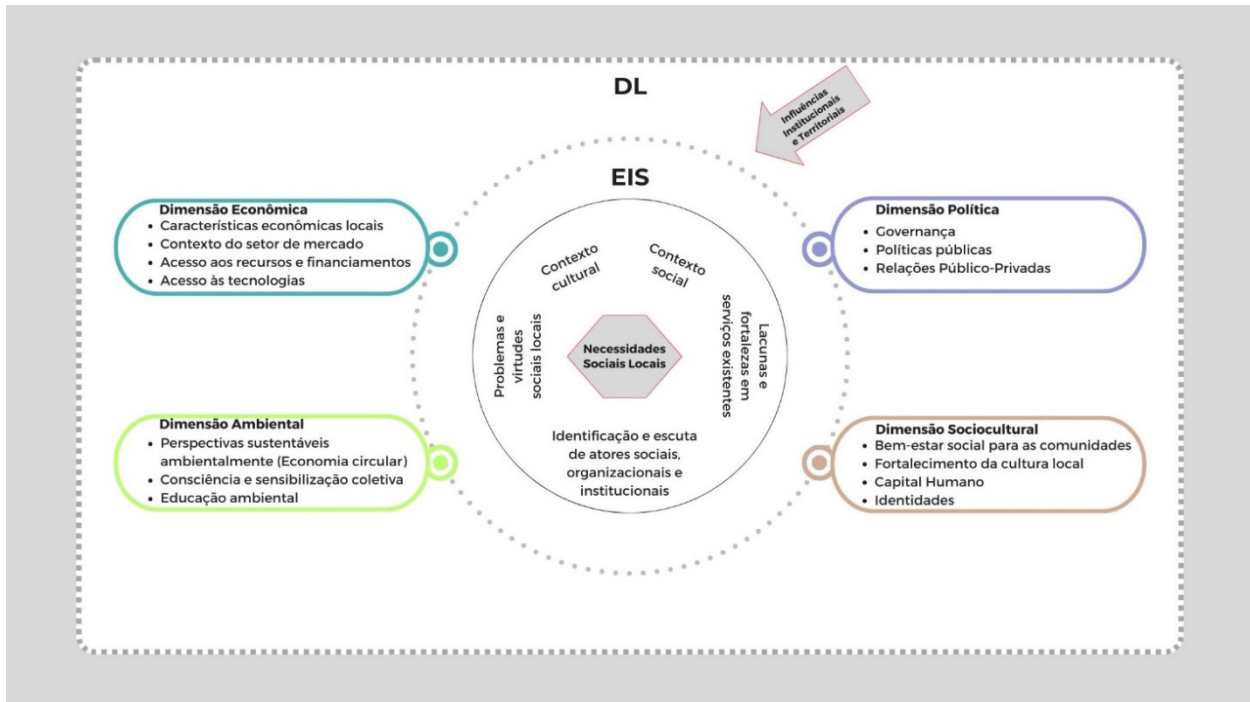 DL
Influências
Institucionais
e Territoriais
EIS
Dimensão Econômica
• Características econômicas locais
• Contexto do setor de mercado
• Acesso aos recursos e financiamentos
• Acesso às tecnologias
Dimensão Política
• Governança
• Políticas públicas
• Relações Público-Privadas
Contexto
cultural
Contexto
social
Problemas e
virtudes
sociais locais
Necessidades
Sociais Locais
Lacunas e
fortalezas em
serviços existentes
Identificação e escuta
de atores sociais,
organizacionais e
institucionais
Dimensão Ambiental
• Perspectivas sustentáveis
ambientalmente (Economia circular)
• Consciência e sensibilização coletiva
• Educação ambiental
Dimensão Sociocultural
• Bem-estar social para as comunidades
• Fortalecimento da cultura local
• Capital Humano
• Identidades